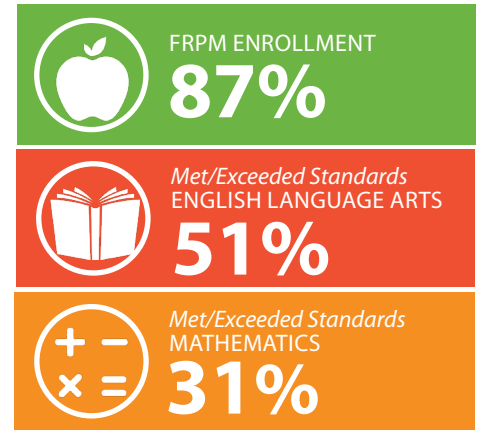 FRPM ENROLLMENT
87%
Met/Exceeded Standards
ENGLISH LANGUAGE ARTS
51%
Met/Exceeded Standards
MATHEMATICS
31%